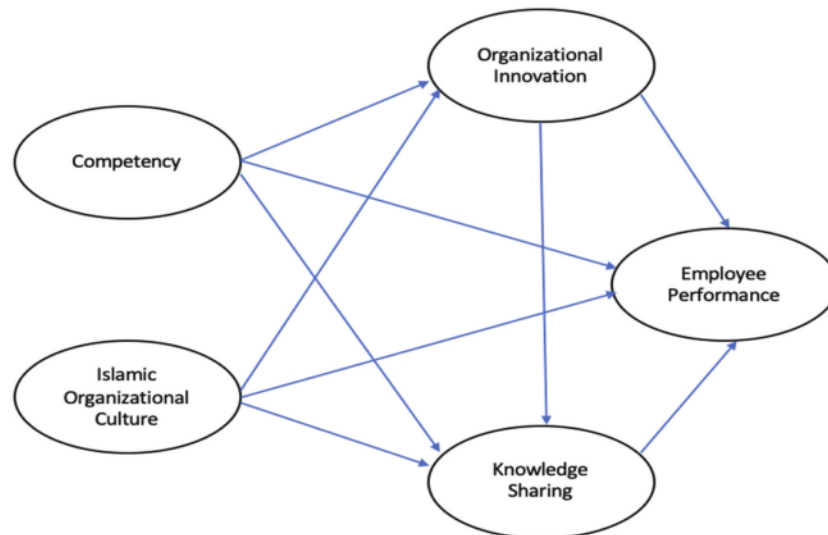 Organizational
Innovation
Competency
Employee
Performance
Islamic
Organizational
Culture
Knowledge
Sharing